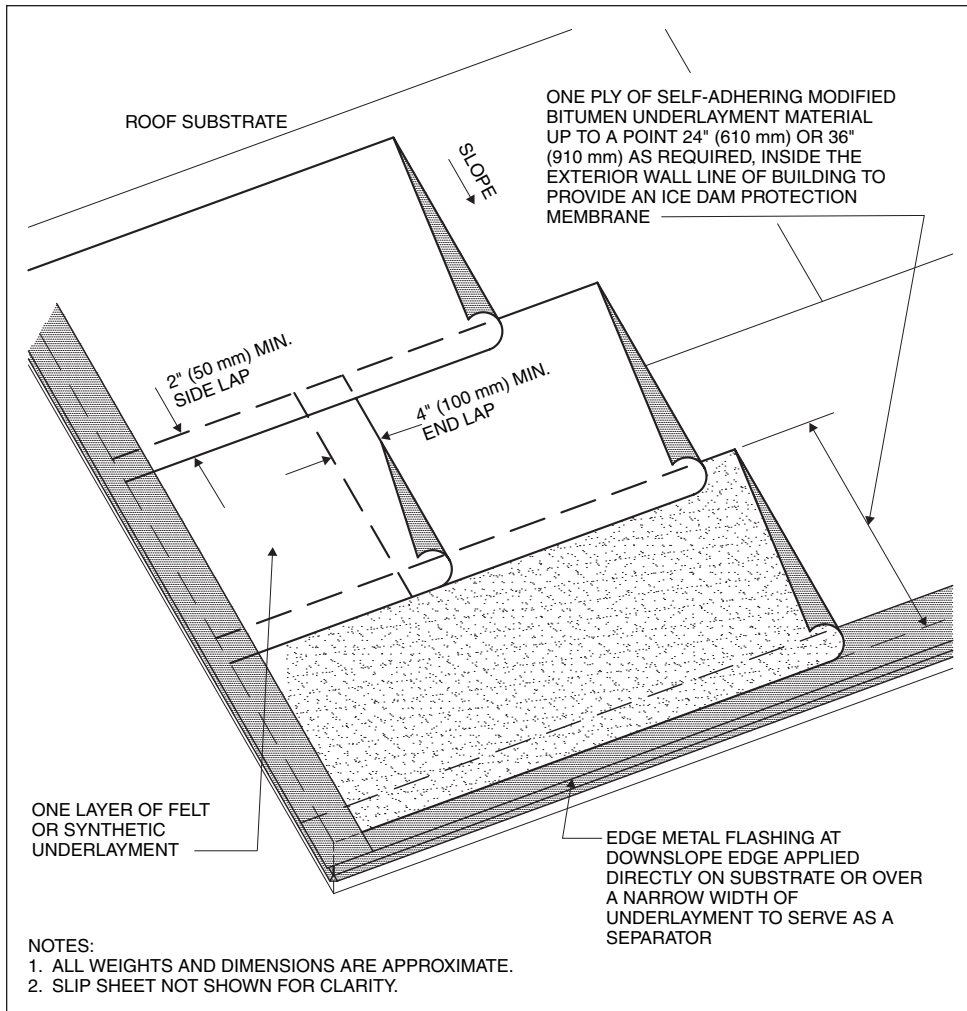 ROOF SUBSTRATE
SLOPE
ONE PLY OF SELF-ADHERING MODIFIED
BITUMEN UNDERLAYMENT MATERIAL
UP TO A POINT 24" (610 mm) OR 36"
(910 mm) AS REQUIRED, INSIDE THE
EXTERIOR WALL LINE OF BUILDING TO
PROVIDE AN ICE DAM PROTECTION
MEMBRANE
2" (50 mm) MIN.
SIDE LAP
4" (100 mm) MIN.
END LAP
ONE LAYER OF FELT
OR SYNTHETIC
UNDERLAYMENT
EDGE METAL FLASHING AT
DOWNSLOPE EDGE APPLIED
DIRECTLY ON SUBSTRATE OR OVER
A NARROW WIDTH OF
UNDERLAYMENT TO SERVE AS A
SEPARATOR
NOTES:
1. ALL WEIGHTS AND DIMENSIONS ARE APPROXIMATE.
2. SLIP SHEET NOT SHOWN FOR CLARITY.